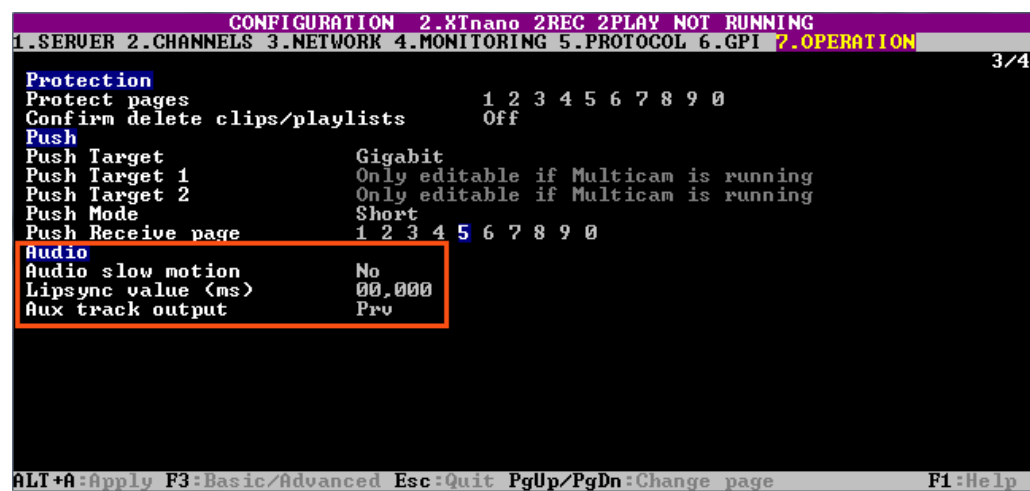 CONFIGURATION 2.XTnano 2REC 2PLAY NOT RUNNING
1.SERVER 2.CHANNELS 3.NETWORK 4.MONITORING 5.PROTOCOL 6.GPI 7.OPERATION
3/4
Protection
Protect pages 1 2 3 4 5 6 7 8 9 0
Confirm delete clips/playlists Off
Push
Push Target Gigabit
Push Target 1 Only editable if Multicam is running
Push Target 2 Only editable if Multicam is running
Push Mode Short
Push Receive page 1 2 3 4 5 6 7 8 9 0
Audio
Audio slow motion No
Lipsync value (ms) 00,000
Aux track output Prv
ALT+A:Apply F3:Basic/Advanced Esc:Quit PgUp/PgDn:Change page F1:Help